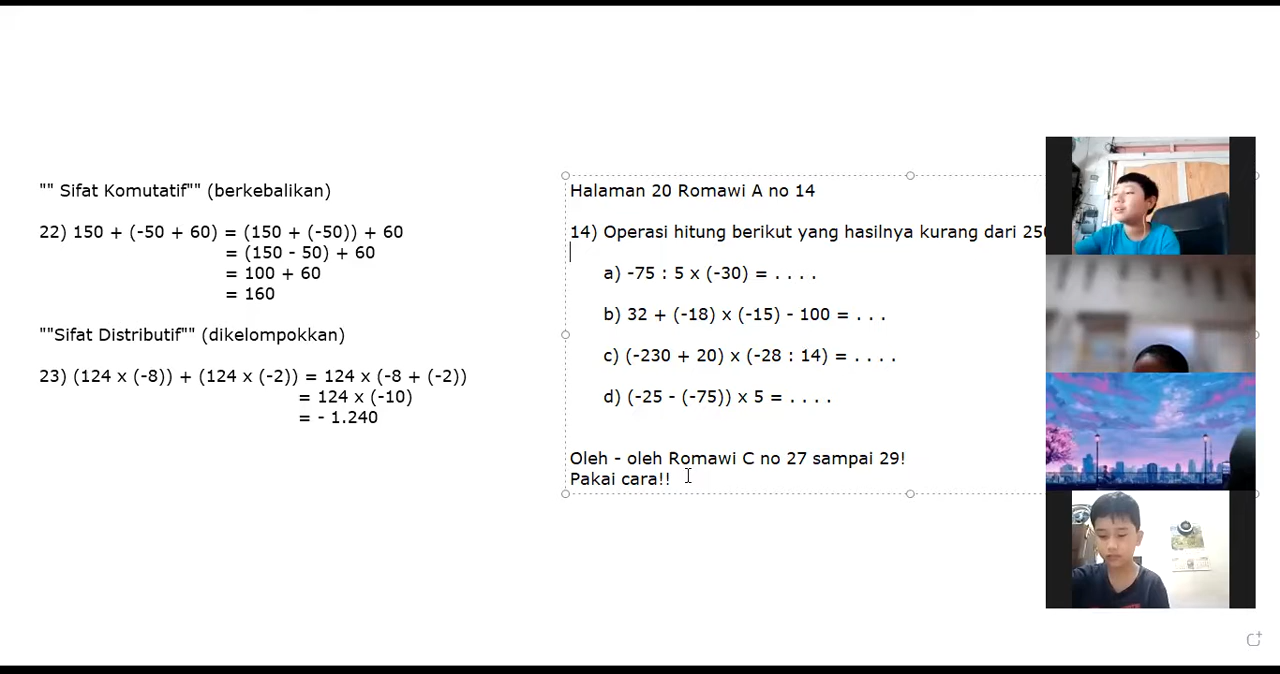 "" Sifat Komutatif"" (berkebalikan)
22) 150 + (-50 + 60) = (150 + (-50)) + 60
= (150 - 50) + 60
= 100 + 60
= 160
""Sifat Distributif"" (dikelompokkan)
23) (124 x (-8)) + (124 x (-2)) = 124 x (-8 + (-2))
= 124 x (-10)
= - 1.240
Halaman 20 Romawi A no 14
14) Operasi hitung berikut yang hasilnya kurang dari 250
a) -75 : 5 x (-30) = . . . .
b) 32 + (-18) x (-15) - 100 = . . .
c) (-230 + 20) x (-28 : 14) = . . . .
d) (-25 - (-75)) x 5 = . . . .
Oleh - oleh Romawi C no 27 sampai 29!
Pakai cara!!